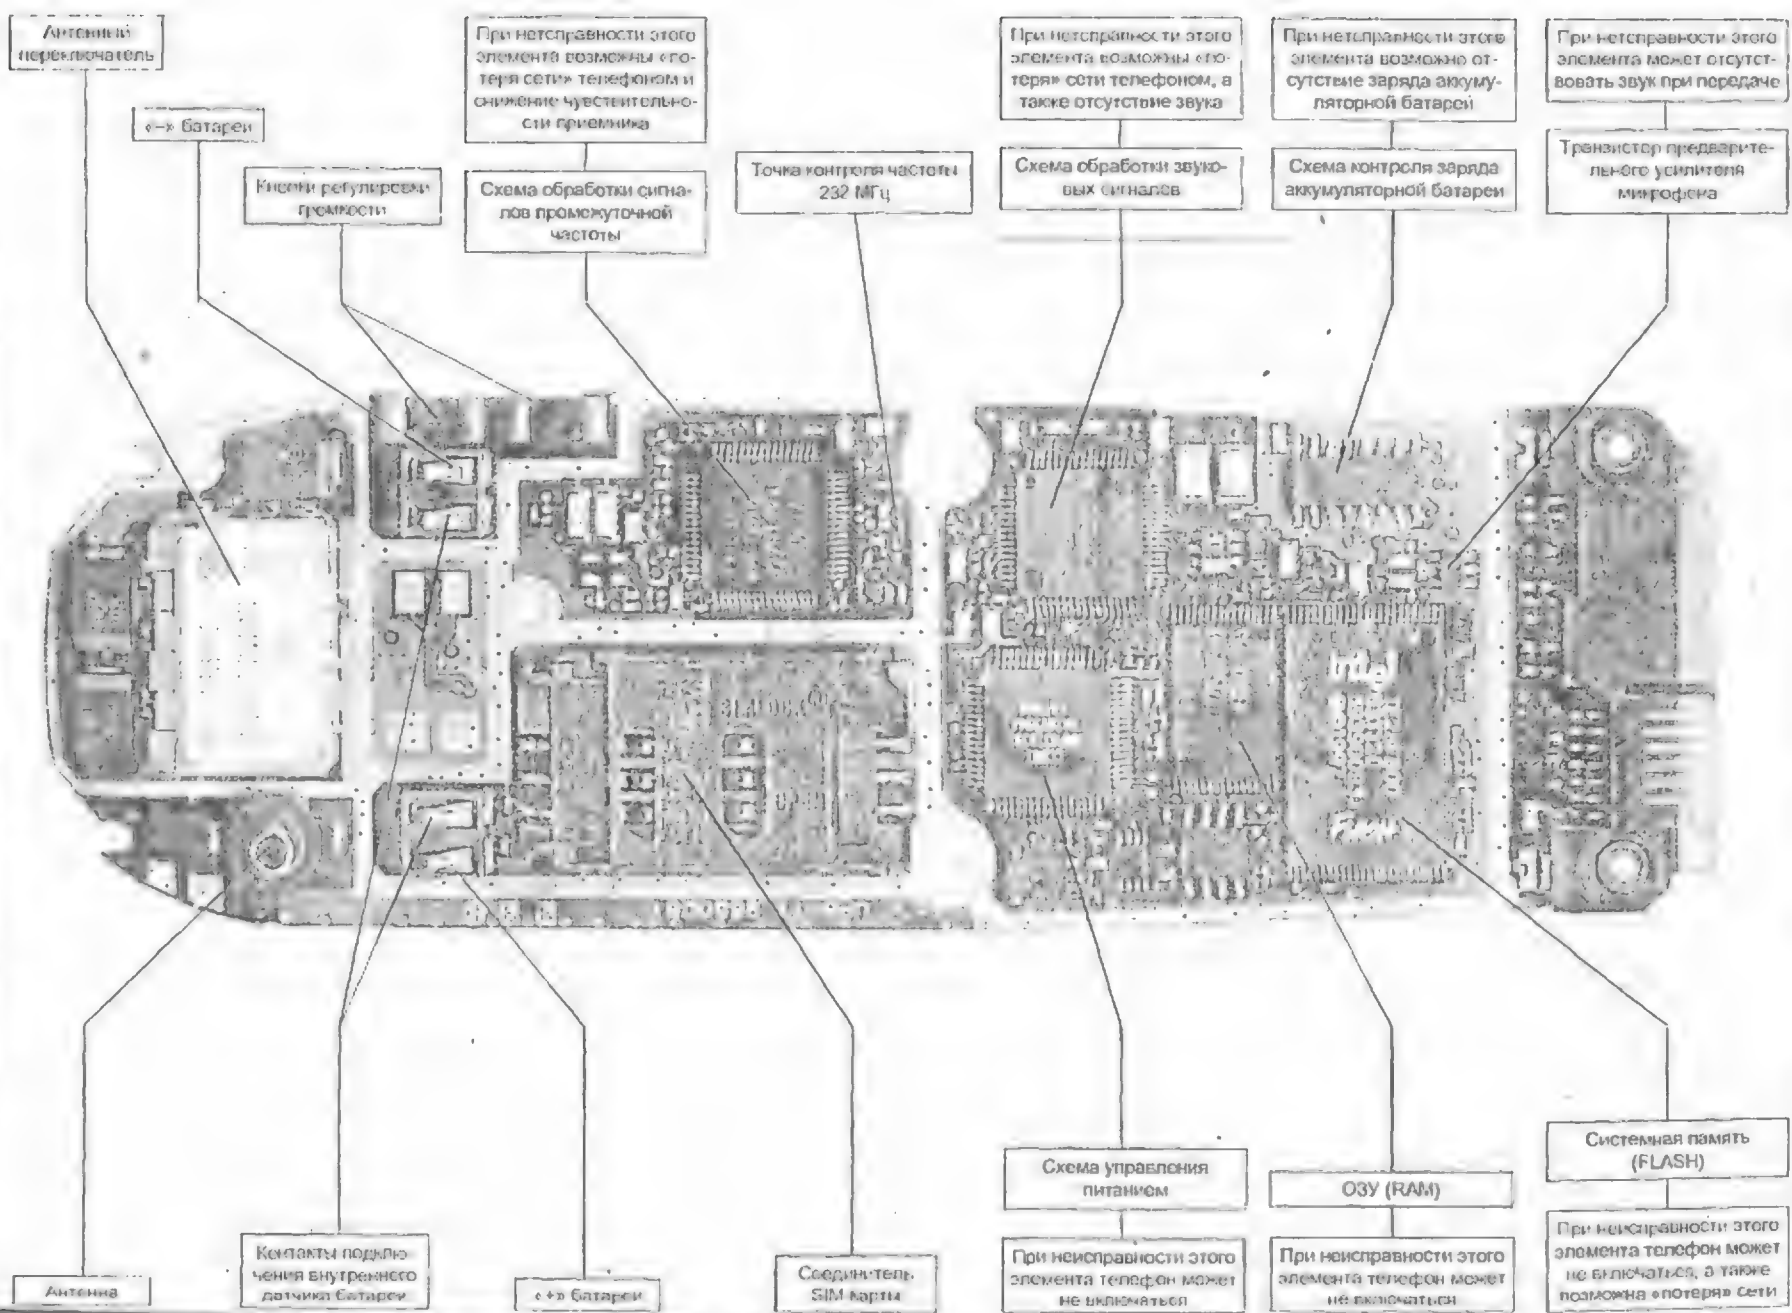 Антенный
переключатель
«–» батареи
Кнопки регулировки
громкости
При неисправности этого
элемента возможны «по-
теря сети» телефоном и
снижение чувствительно-
сти приемника
Схема обработки сигна-
лов промежуточной
частоты
Точка контроля частоты
232 МГц
При неисправности этого
элемента возможны «по-
теря» сети телефоном, а
также отсутствие звука
Схема обработки звуко-
вых сигналов
При неисправности этого
элемента возможно от-
сутствие заряда аккуму-
ляторной батареи
Схема контроля заряда
аккумуляторной батареи
При неисправности этого
элемента может отсутст-
вовать звук при передаче
Транзистор предварите-
льного усилителя
микрофона
Антенна
Контакты подклю-
чения внутреннего
датчика батареи
«+» батареи
Соединитель
SIM-карты
Схема управления
питанием
При неисправности этого
элемента телефон может
не включаться
ОЗУ (RAM)
При неисправности этого
элемента телефон может
не включаться
Системная память
(FLASH)
При неисправности этого
элемента телефон может
не включаться, а также
возможна «потеря» сети